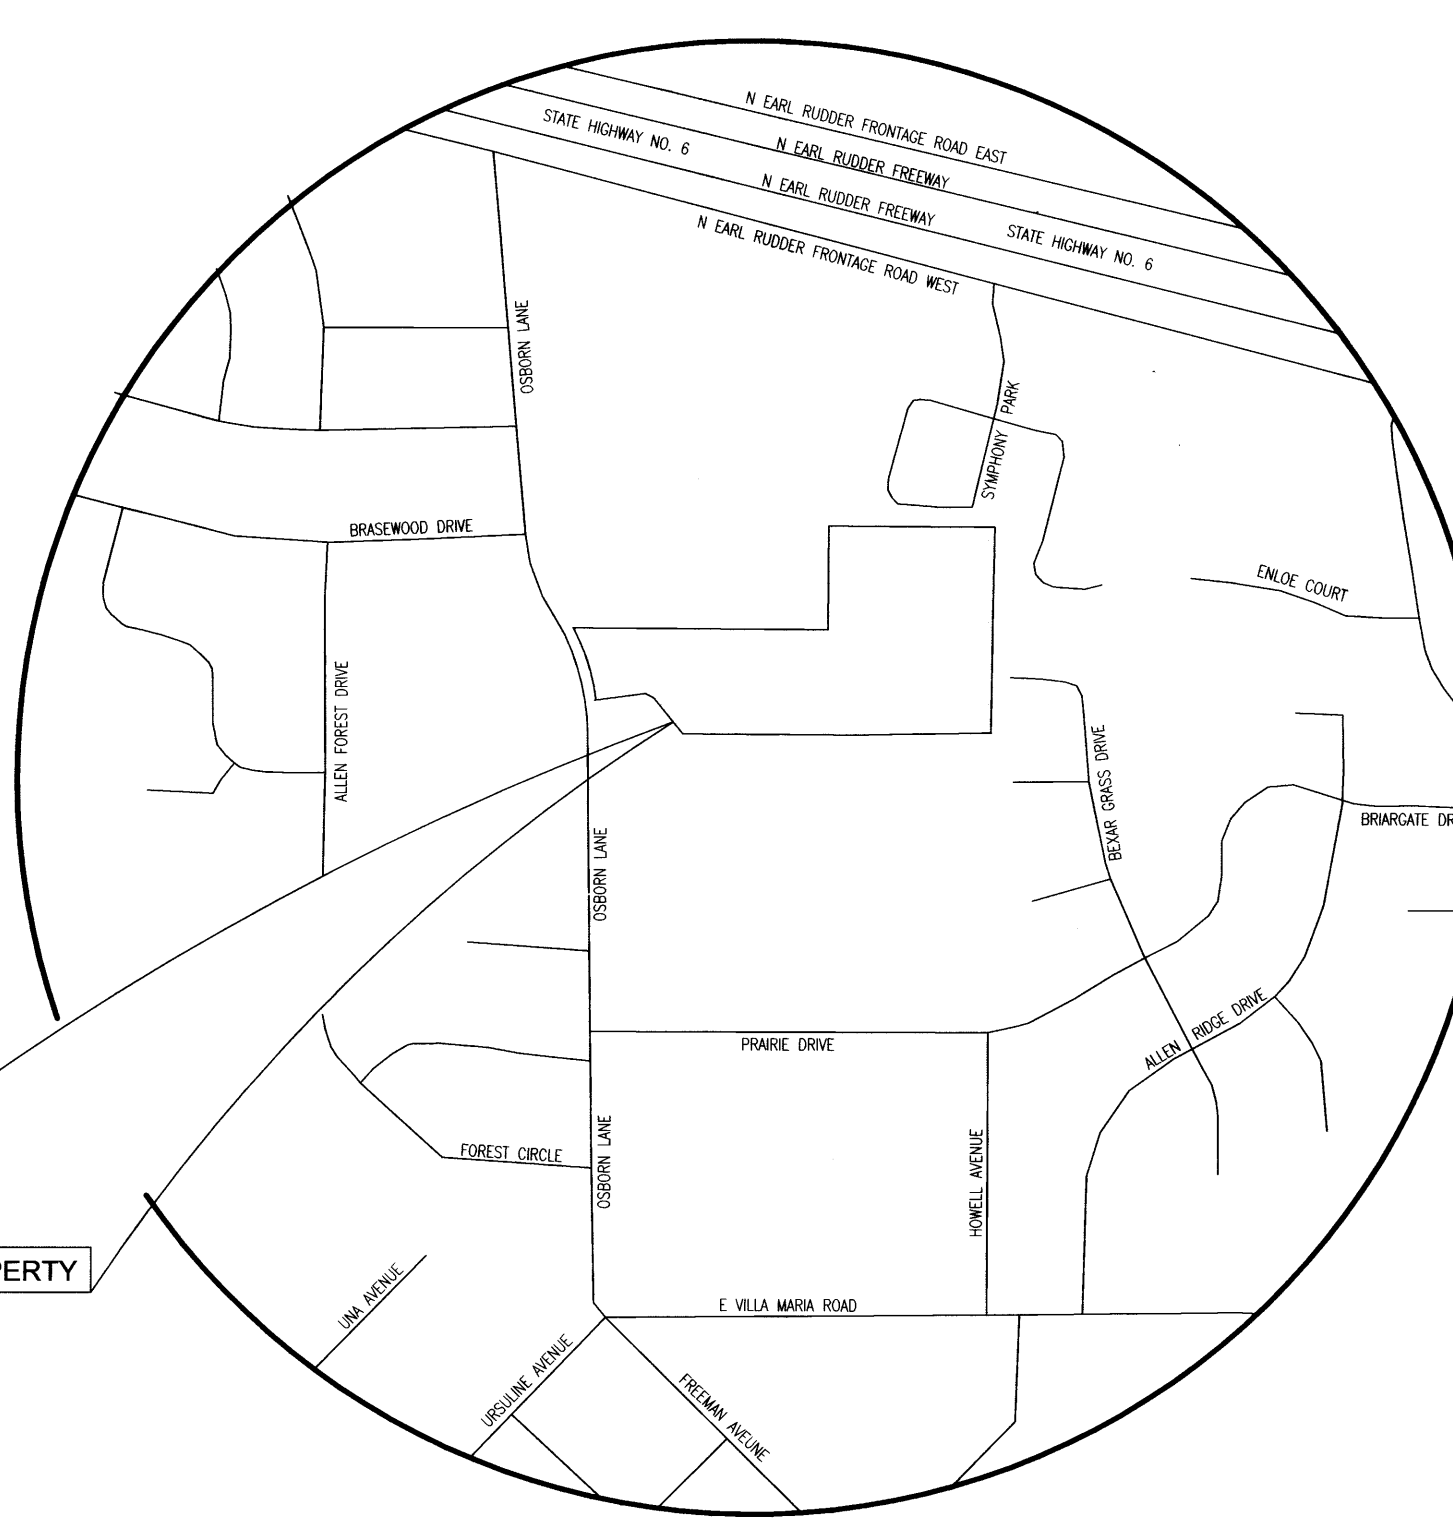 N EARL RUDDER FRONTAGE ROAD EAST
STATE HIGHWAY NO. 6
N EARL RUDDER FREEWAY
N EARL RUDDER FREEWAY
STATE HIGHWAY NO. 6
N EARL RUDDER FRONTAGE ROAD WEST
OSBORN LANE
SYMPHONY PARK
BRASEWOOD DRIVE
ENLOE COURT
ALLEN FOREST DRIVE
BEXAR GRASS DRIVE
BRIARGATE DR
OSBORN LANE
ALLEN RIDGE DRIVE
PRAIRIE DRIVE
FOREST CIRCLE
OSBORN LANE
HOWELL AVENUE
PERTY
UNA AVENUE
E VILLA MARIA ROAD
URSULINE AVENUE
FREEMAN AVEUNE